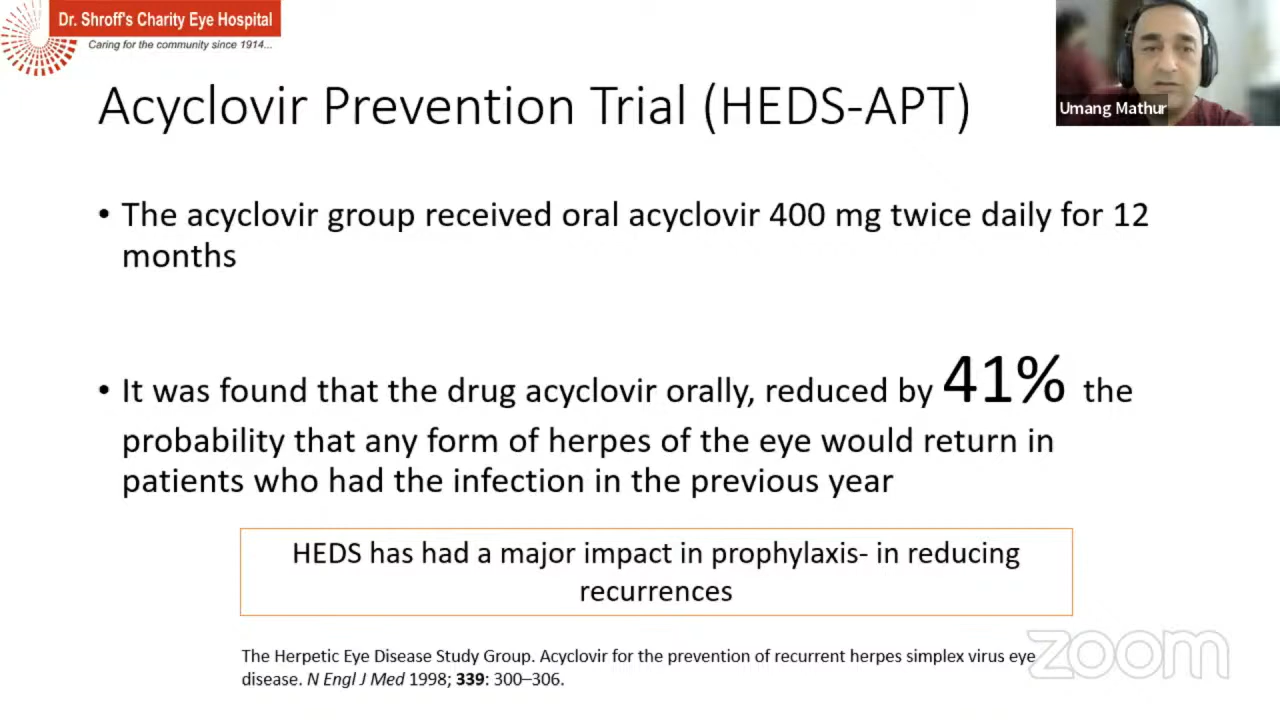 Dr. Shroff's Charity Eye Hospital
Caring for the community since 1914...
Umang Mathur
Acyclovir Prevention Trial (HEDS-APT)
• The acyclovir group received oral acyclovir 400 mg twice daily for 12
months
• It was found that the drug acyclovir orally, reduced by 41% the
probability that any form of herpes of the eye would return in
patients who had the infection in the previous year
HEDS has had a major impact in prophylaxis- in reducing
recurrences
The Herpetic Eye Disease Study Group. Acyclovir for the prevention of recurrent herpes simplex virus eye
disease. N Engl J Med 1998; 339: 300–306.
zoom